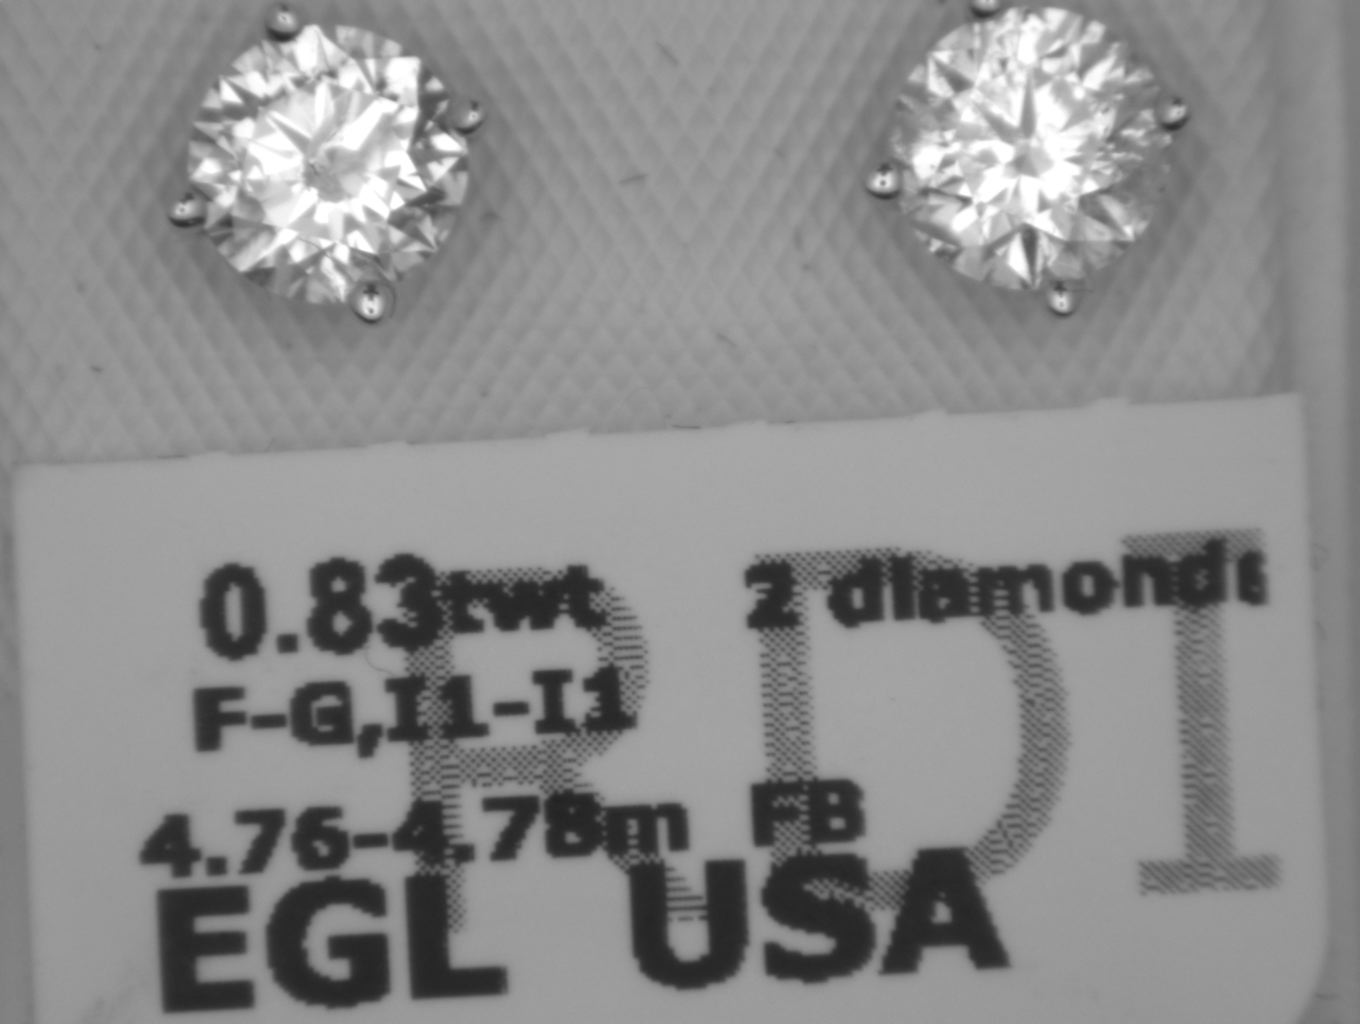 0.83twt 2 diamonds
F-G,I1-I1
4.76-4.78m FB
EGL USA
RDI